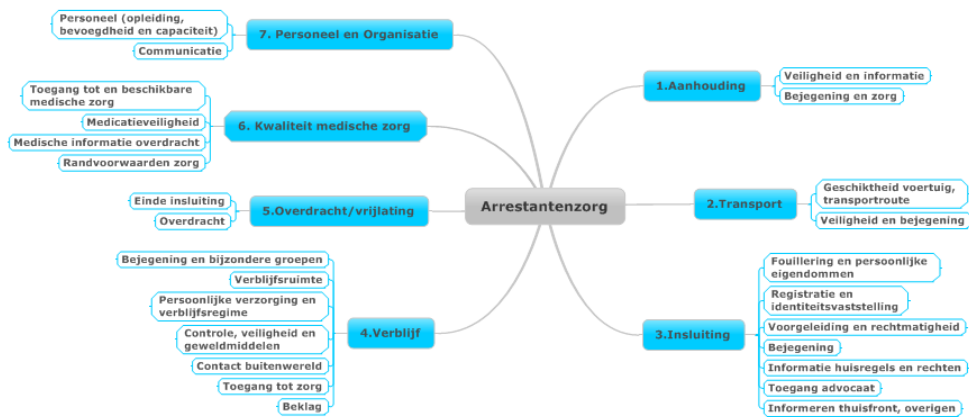 Arrestantenzorg
1.Aanhouding
Veiligheid en informatie
Bejegening en zorg
2.Transport
Geschiktheid voertuig,
transportroute
Veiligheid en bejegening
3.Insluiting
Fouillering en persoonlijke
eigendommen
Registratie en
identiteitsvaststelling
Voorgeleiding en rechtmatigheid
Bejegening
Informatie huisregels en rechten
Toegang advocaat
Informeren thuisfront, overigen
4.Verblijf
Bejegening en bijzondere groepen
Verblijfsruimte
Persoonlijke verzorging en
verblijfsregime
Controle, veiligheid en
geweldmiddelen
Contact buitenwereld
Toegang tot zorg
Beklag
5.Overdracht/vrijlating
Einde insluiting
Overdracht
6. Kwaliteit medische zorg
Toegang tot en beschikbare
medische zorg
Medicatieveiligheid
Medische informatie overdracht
Randvoorwaarden zorg
7. Personeel en Organisatie
Personeel (opleiding,
bevoegdheid en capaciteit)
Communicatie